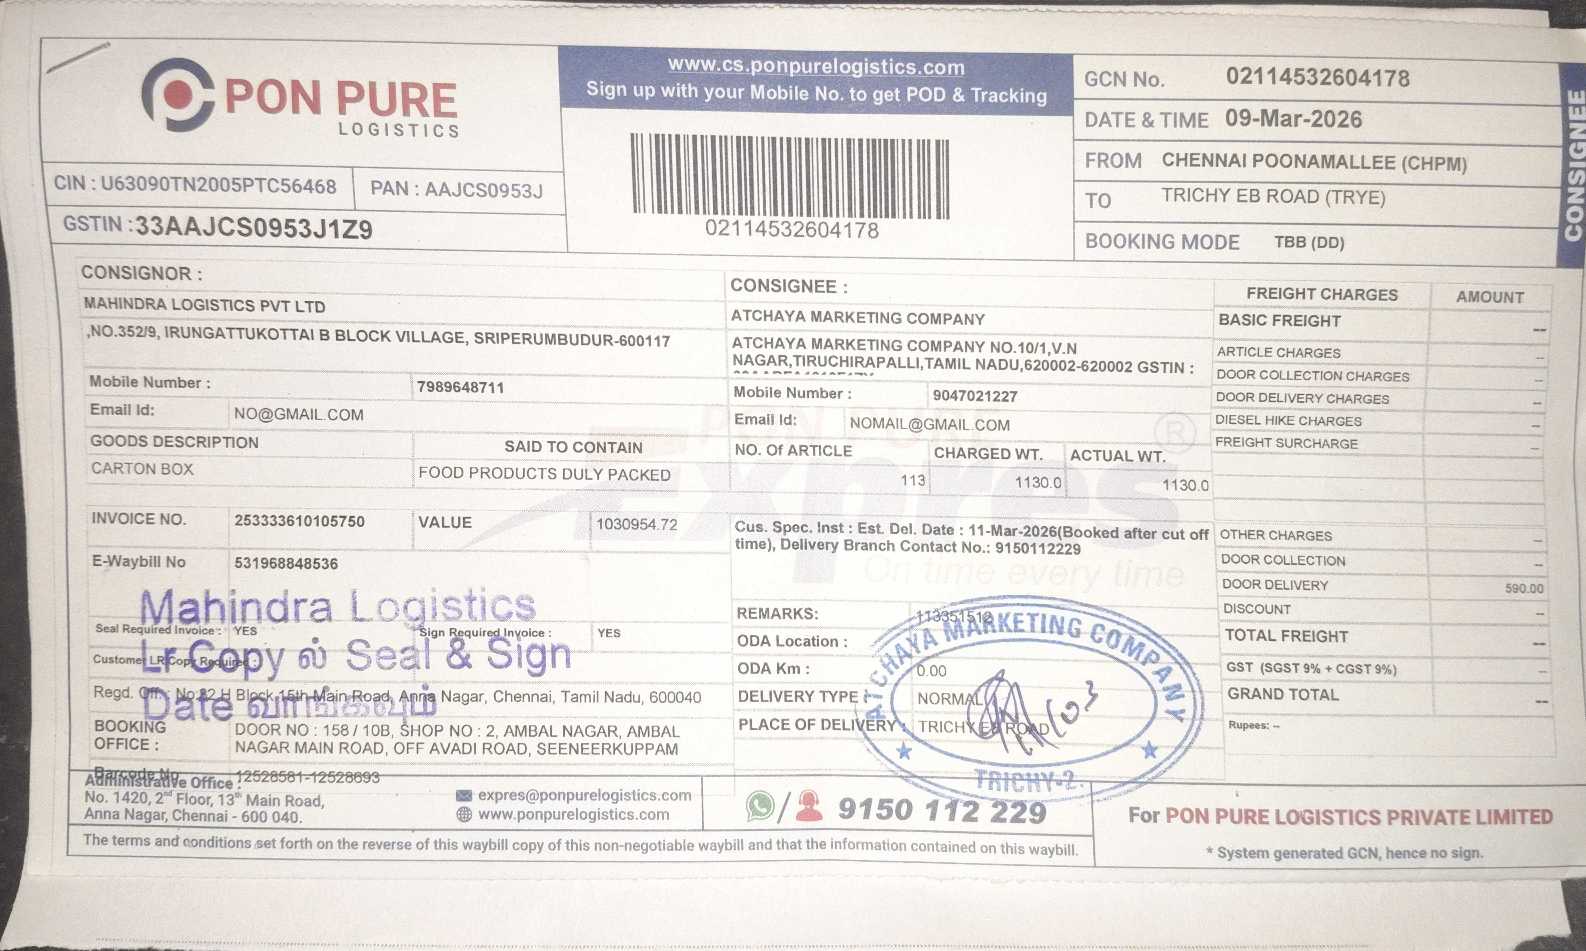 PON PURE
LOGISTICS
www.cs.ponpurelogistics.com
Sign up with your Mobile No. to get POD & Tracking
GCN No. 02114532604178
DATE & TIME 09-Mar-2026
FROM CHENNAI POONAMALLEE (CHPM)
TO TRICHY EB ROAD (TRYE)
BOOKING MODE TBB (DD)
CONSIGNEE
CIN : U63090TN2005PTC56468 PAN : AAJCS0953J
GSTIN : 33AAJCS0953J1Z9
02114532604178
CONSIGNOR :
MAHINDRA LOGISTICS PVT LTD
,NO.352/9, IRUNGATTUKOTTAI B BLOCK VILLAGE, SRIPERUMBUDUR-600117
Mobile Number : 7989648711
Email Id: NO@GMAIL.COM
GOODS DESCRIPTION SAID TO CONTAIN
CARTON BOX FOOD PRODUCTS DULY PACKED
CONSIGNEE :
ATCHAYA MARKETING COMPANY
ATCHAYA MARKETING COMPANY NO.10/1,V.N
NAGAR,TIRUCHIRAPALLI,TAMIL NADU,620002-620002 GSTIN :
Mobile Number : 9047021227
Email Id: NOMAIL@GMAIL.COM
NO. Of ARTICLE CHARGED WT. ACTUAL WT.
113 1130.0 1130.0
FREIGHT CHARGES AMOUNT
BASIC FREIGHT --
ARTICLE CHARGES --
DOOR COLLECTION CHARGES --
DOOR DELIVERY CHARGES --
DIESEL HIKE CHARGES --
FREIGHT SURCHARGE --
PON PURE
Expres ®
On time every time
INVOICE NO. 253333610105750 VALUE 1030954.72
E-Waybill No 531968848536
Mahindra Logistics
Seal Required Invoice : YES Sign Required Invoice : YES
Lr Copy ல் Seal & Sign
Customer LR Copy Required :
Regd. Off : No:82 H Block 15th Main Road, Anna Nagar, Chennai, Tamil Nadu, 600040
Date வாங்கவும்
BOOKING OFFICE : DOOR NO : 158 / 10B, SHOP NO : 2, AMBAL NAGAR, AMBAL
NAGAR MAIN ROAD, OFF AVADI ROAD, SEENEERKUPPAM
Barcode No 12528581-12528693
Cus. Spec. Inst : Est. Del. Date : 11-Mar-2026(Booked after cut off
time), Delivery Branch Contact No.: 9150112229
REMARKS: 113351512
ODA Location :
ODA Km : 0.00
DELIVERY TYPE : NORMAL
PLACE OF DELIVERY : TRICHY EB ROAD
ATCHAYA MARKETING COMPANY
TRICHY-2.
11/03
OTHER CHARGES --
DOOR COLLECTION --
DOOR DELIVERY 590.00
DISCOUNT --
TOTAL FREIGHT --
GST (SGST 9% + CGST 9%) --
GRAND TOTAL --
Rupees: --
Administrative Office :
No. 1420, 2nd Floor, 13th Main Road,
Anna Nagar, Chennai - 600 040.
expres@ponpurelogistics.com
www.ponpurelogistics.com
/ 9150 112 229
For PON PURE LOGISTICS PRIVATE LIMITED
* System generated GCN, hence no sign.
The terms and conditions set forth on the reverse of this waybill copy of this non-negotiable waybill and that the information contained on this waybill.